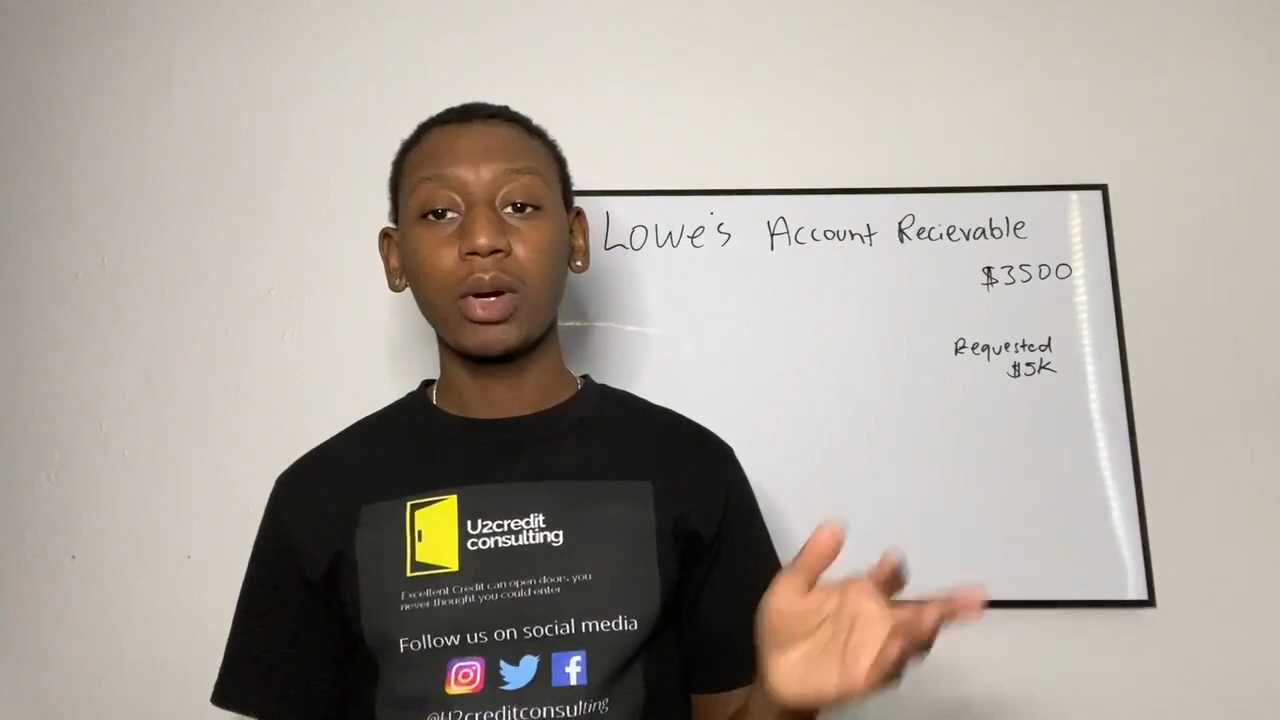 Lowe's Account Recievable
$3500
Requested
$5K
U2credit
consulting
Excellent Credit can open doors you
never thought you could enter
Follow us on social media
@U2creditconsulting